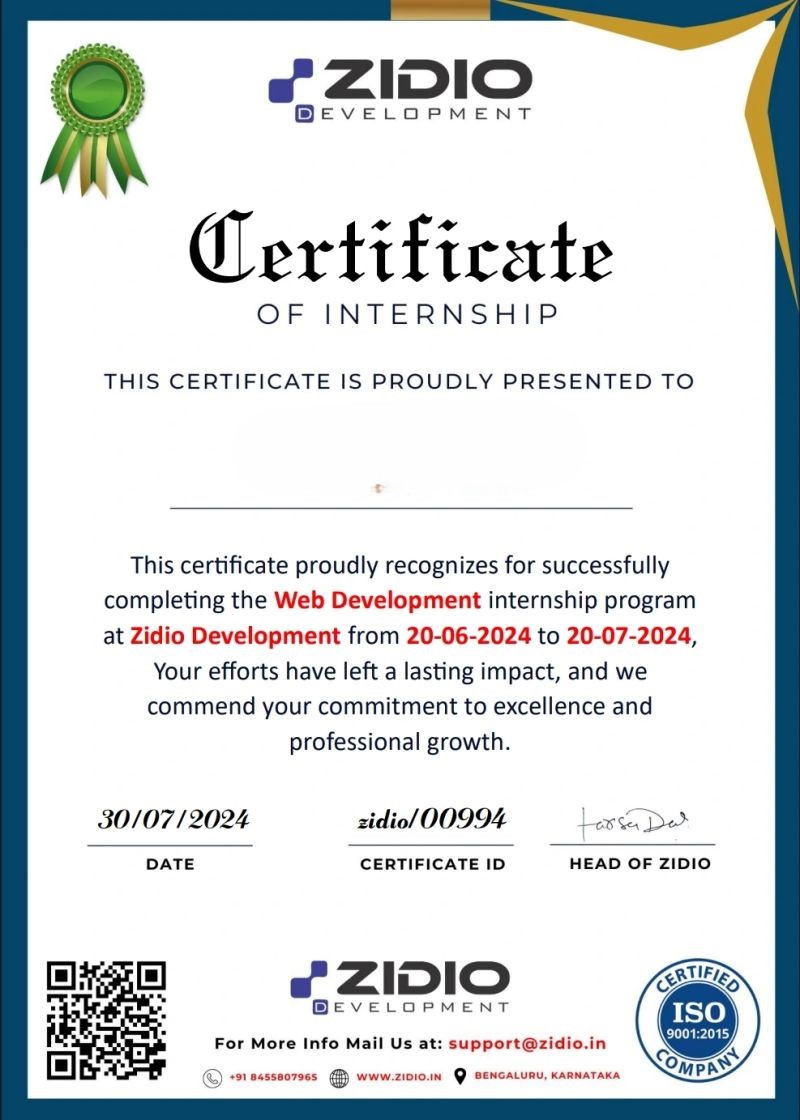 ZIDIO
DEVELOPMENT
Certificate
OF INTERNSHIP
THIS CERTIFICATE IS PROUDLY PRESENTED TO
This certificate proudly recognizes for successfully
completing the Web Development internship program
at Zidio Development from 20-06-2024 to 20-07-2024,
Your efforts have left a lasting impact, and we
commend your commitment to excellence and
professional growth.
30/07/2024 zidio/00994
DATE CERTIFICATE ID HEAD OF ZIDIO
ZIDIO
DEVELOPMENT
For More Info Mail Us at: support@zidio.in
+91 8455807965 WWW.ZIDIO.IN BENGALURU, KARNATAKA
CERTIFIED
ISO
9001:2015
COMPANY